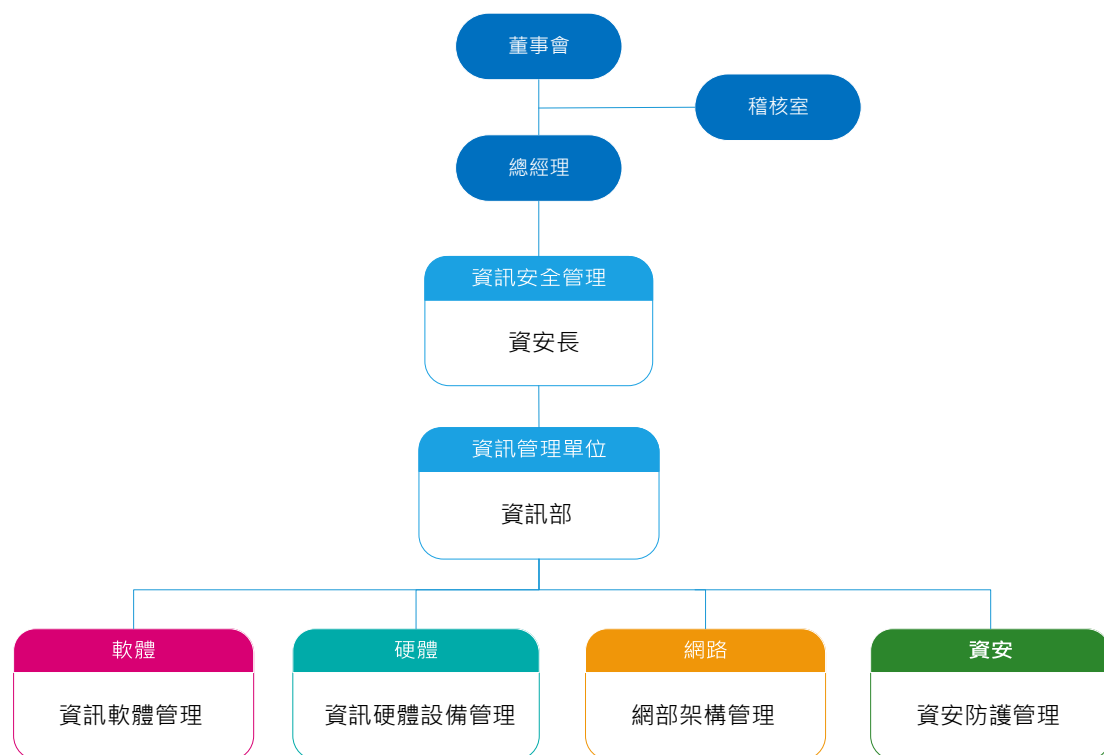 董事會
稽核室
總經理
資訊安全管理
資安長
資訊管理單位
資訊部
軟體
資訊軟體管理
硬體
資訊硬體設備管理
網路
網部架構管理
資安
資安防護管理